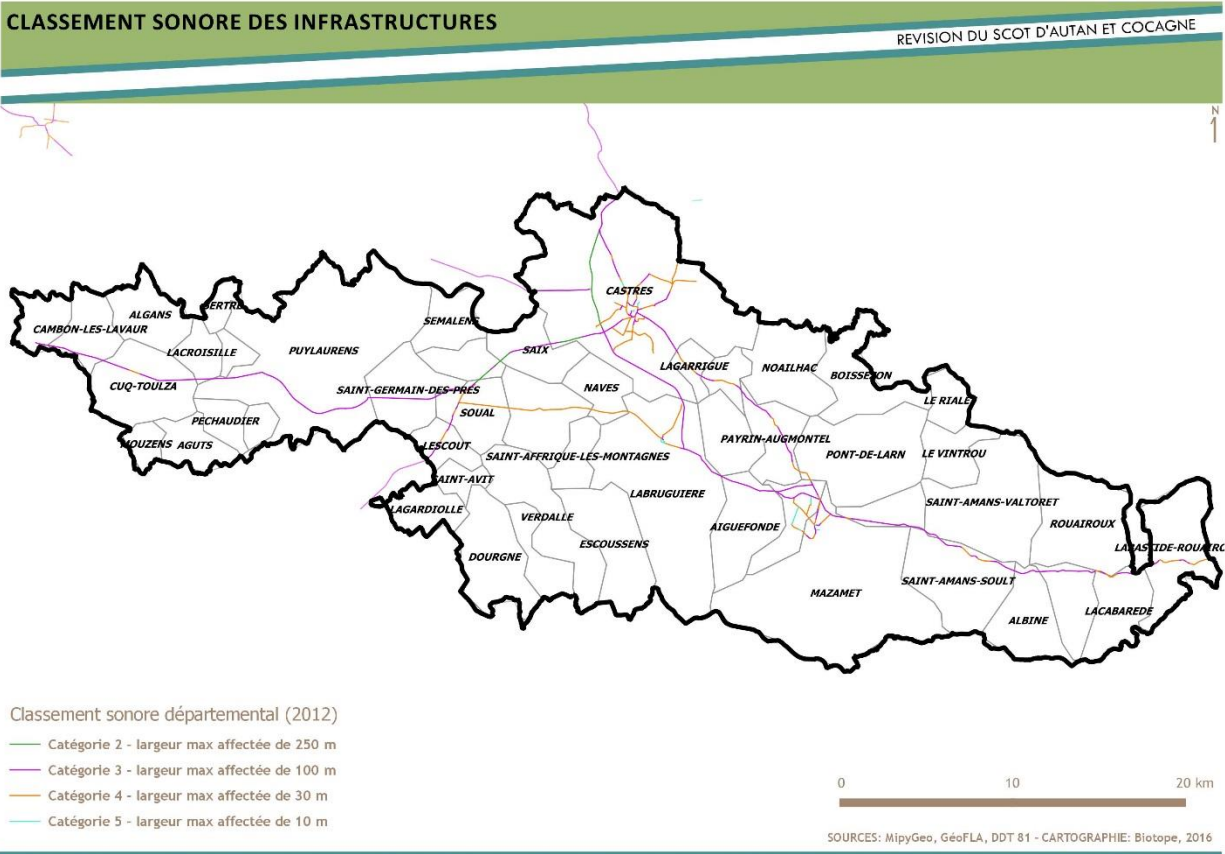 CLASSEMENT SONORE DES INFRASTRUCTURES
REVISION DU SCOT D'AUTAN ET COCAGNE
N
CASTRES
BERTRE
ALGANS
CAMBON-LES-LAVAUR
SEMALENS
LACROISILLE
PUYLAURENS
SAIX
LAGARRIGUE
NOAILHAC
BOISSEZON
CUQ-TOULZA
SAINT-GERMAIN-DES-PRES
NAVES
LE RIALE
SOUAL
PECHAUDIER
MOUZENS
AGUTS
LESCOUT
PAYRIN-AUGMONTEL
PONT-DE-LARN
LE VINTROU
SAINT-AFFRIQUE-LES-MONTAGNES
SAINT-AVIT
LABRUGUIERE
SAINT-AMANS-VALTORET
LAGARDIOLLE
VERDALLE
AIGUEFONDE
ROUAIROUX
ESCOUSSENS
LABASTIDE-ROUAIRO
DOURGNE
SAINT-AMANS-SOULT
MAZAMET
LACABAREDE
ALBINE
Classement sonore départemental (2012)
Catégorie 2 - largeur max affectée de 250 m
Catégorie 3 - largeur max affectée de 100 m
Catégorie 4 - largeur max affectée de 30 m
Catégorie 5 - largeur max affectée de 10 m
0 10 20 km
SOURCES: MipyGeo, GéoFLA, DDT 81 - CARTOGRAPHIE: Biotope, 2016